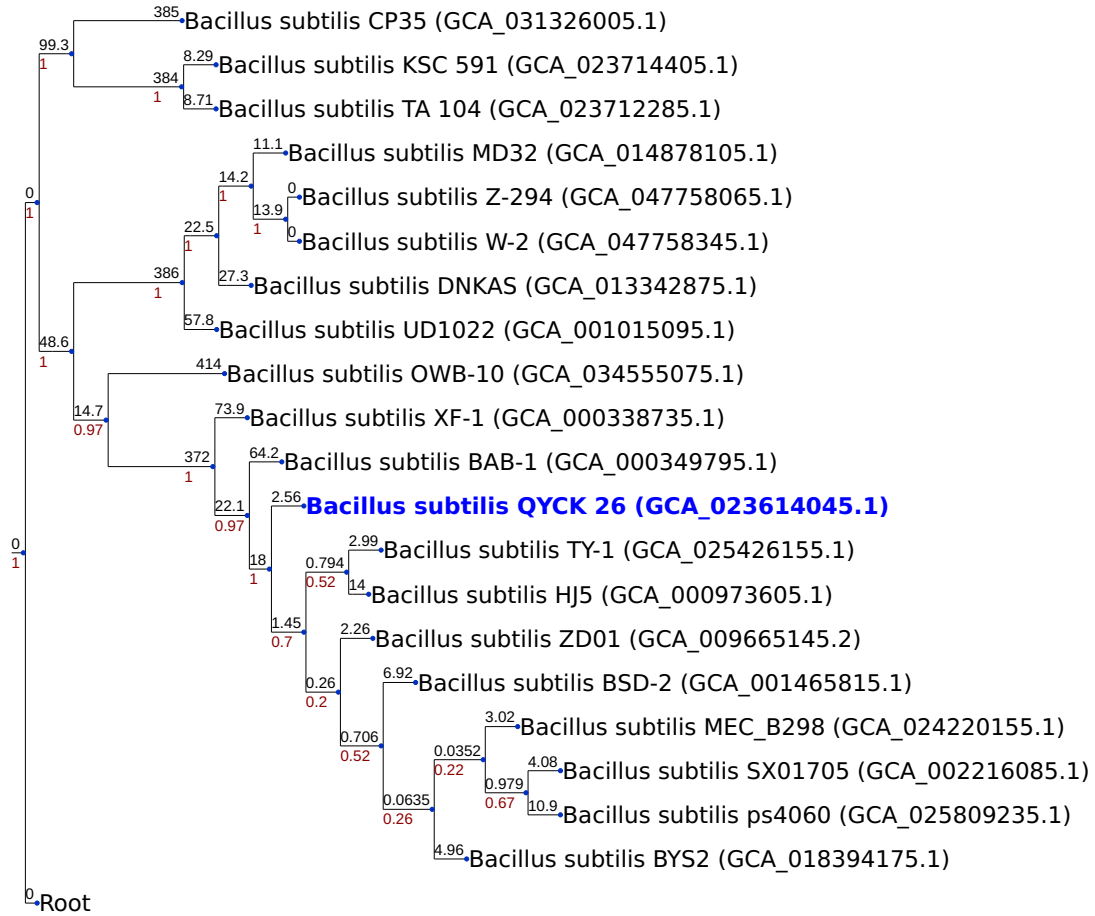 385 Bacillus subtilis CP35 (GCA_031326005.1)
99.3
1
8.29 Bacillus subtilis KSC 591 (GCA_023714405.1)
384
1
8.71 Bacillus subtilis TA 104 (GCA_023712285.1)
11.1 Bacillus subtilis MD32 (GCA_014878105.1)
14.2
1
0 Bacillus subtilis Z-294 (GCA_047758065.1)
0
1
13.9
1
22.5
1
0 Bacillus subtilis W-2 (GCA_047758345.1)
386
1
27.3 Bacillus subtilis DNKAS (GCA_013342875.1)
57.8 Bacillus subtilis UD1022 (GCA_001015095.1)
48.6
1
414 Bacillus subtilis OWB-10 (GCA_034555075.1)
14.7
0.97
73.9 Bacillus subtilis XF-1 (GCA_000338735.1)
372
1
64.2 Bacillus subtilis BAB-1 (GCA_000349795.1)
22.1
0.97
2.56 Bacillus subtilis QYCK 26 (GCA_023614045.1)
0
1
18
1
2.99 Bacillus subtilis TY-1 (GCA_025426155.1)
0.794
0.52
14 Bacillus subtilis HJ5 (GCA_000973605.1)
1.45
0.7
2.26 Bacillus subtilis ZD01 (GCA_009665145.2)
0.26
0.2
6.92 Bacillus subtilis BSD-2 (GCA_001465815.1)
0.706
0.52
3.02 Bacillus subtilis MEC_B298 (GCA_024220155.1)
0.0352
0.22
4.08 Bacillus subtilis SX01705 (GCA_002216085.1)
0.979
0.67
0.0635
0.26
10.9 Bacillus subtilis ps4060 (GCA_025809235.1)
4.96 Bacillus subtilis BYS2 (GCA_018394175.1)
0 Root